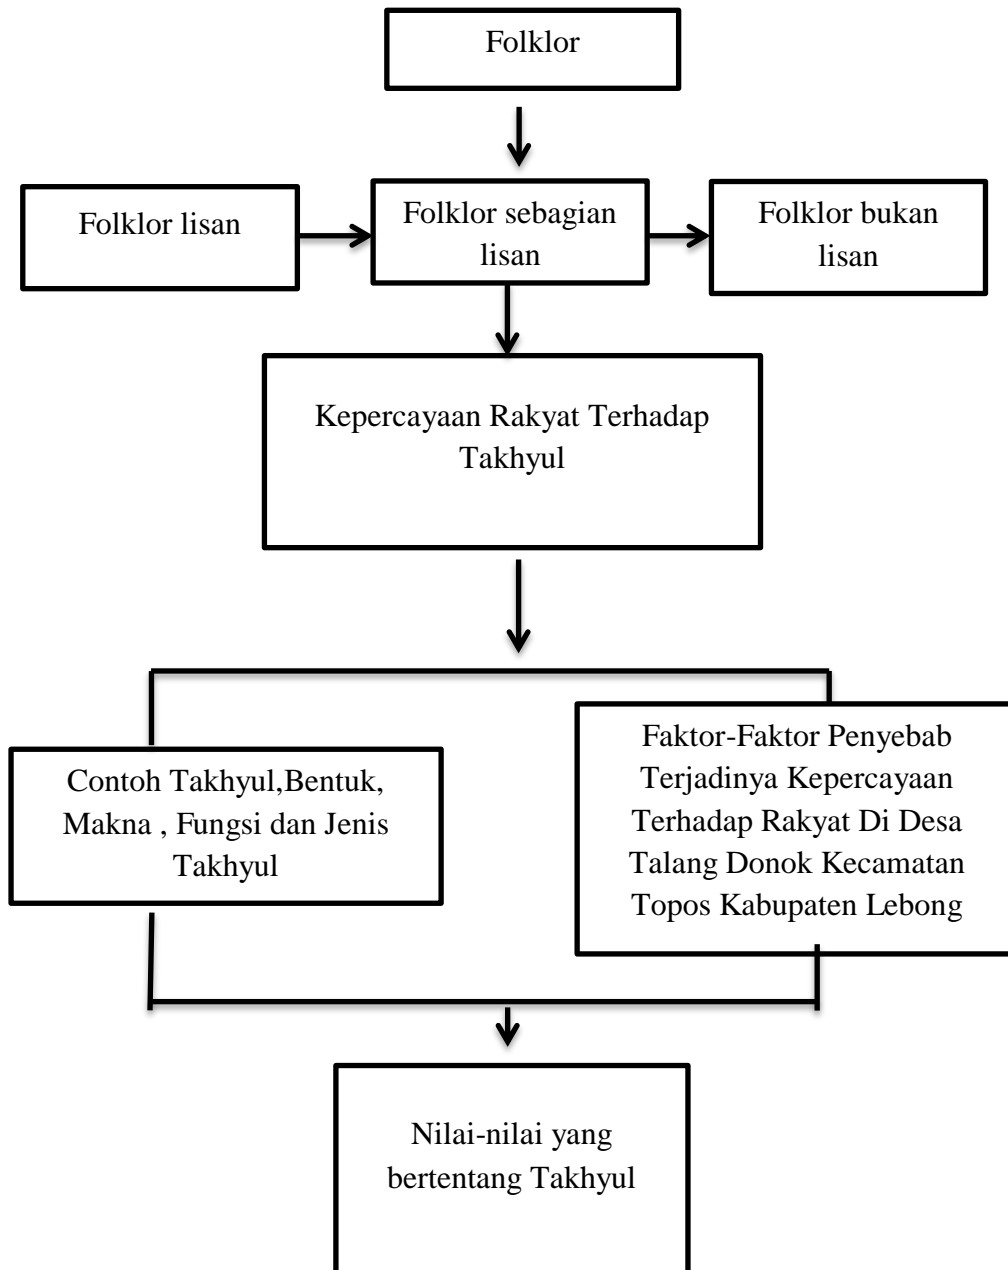 Folklor
Folklor lisan
Folklor sebagian
lisan
Folklor bukan
lisan
Kepercayaan Rakyat Terhadap
Takhyul
Contoh Takhyul,Bentuk,
Makna , Fungsi dan Jenis
Takhyul
Faktor-Faktor Penyebab
Terjadinya Kepercayaan
Terhadap Rakyat Di Desa
Talang Donok Kecamatan
Topos Kabupaten Lebong
Nilai-nilai yang
bertentang Takhyul